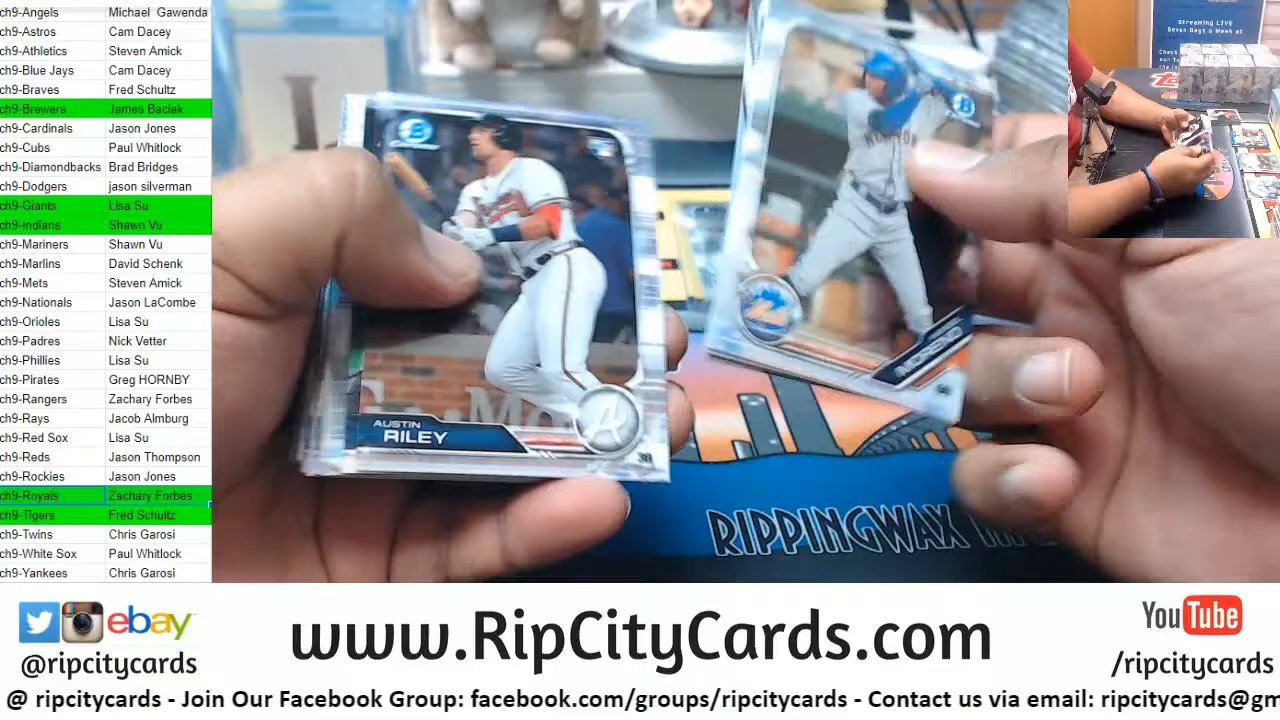 ch9-Angels Michael Gawenda
ch9-Astros Cam Dacey
ch9-Athletics Steven Amick
ch9-Blue Jays Cam Dacey
ch9-Braves Fred Schultz
ch9-Brewers James Baciak
ch9-Cardinals Jason Jones
ch9-Cubs Paul Whitlock
ch9-Diamondbacks Brad Bridges
ch9-Dodgers jason silverman
ch9-Giants Lisa Su
ch9-Indians Shawn Vu
ch9-Mariners Shawn Vu
ch9-Marlins David Schenk
ch9-Mets Steven Amick
ch9-Nationals Jason LaCombe
ch9-Orioles Lisa Su
ch9-Padres Nick Vetter
ch9-Phillies Lisa Su
ch9-Pirates Greg HORNBY
ch9-Rangers Zachary Forbes
ch9-Rays Jacob Almburg
ch9-Red Sox Lisa Su
ch9-Reds Jason Thompson
ch9-Rockies Jason Jones
ch9-Royals Zachary Forbes
ch9-Tigers Fred Schultz
ch9-Twins Chris Garosi
ch9-White Sox Paul Whitlock
ch9-Yankees Chris Garosi
Streaming LIVE
Seven Days a Week at
AUSTIN
RILEY
38
RIPPINGWAX
ebay
@ripcitycards
www.RipCityCards.com
YouTube
/ripcitycards
@ ripcitycards - Join Our Facebook Group: facebook.com/groups/ripcitycards - Contact us via email: ripcitycards@gm